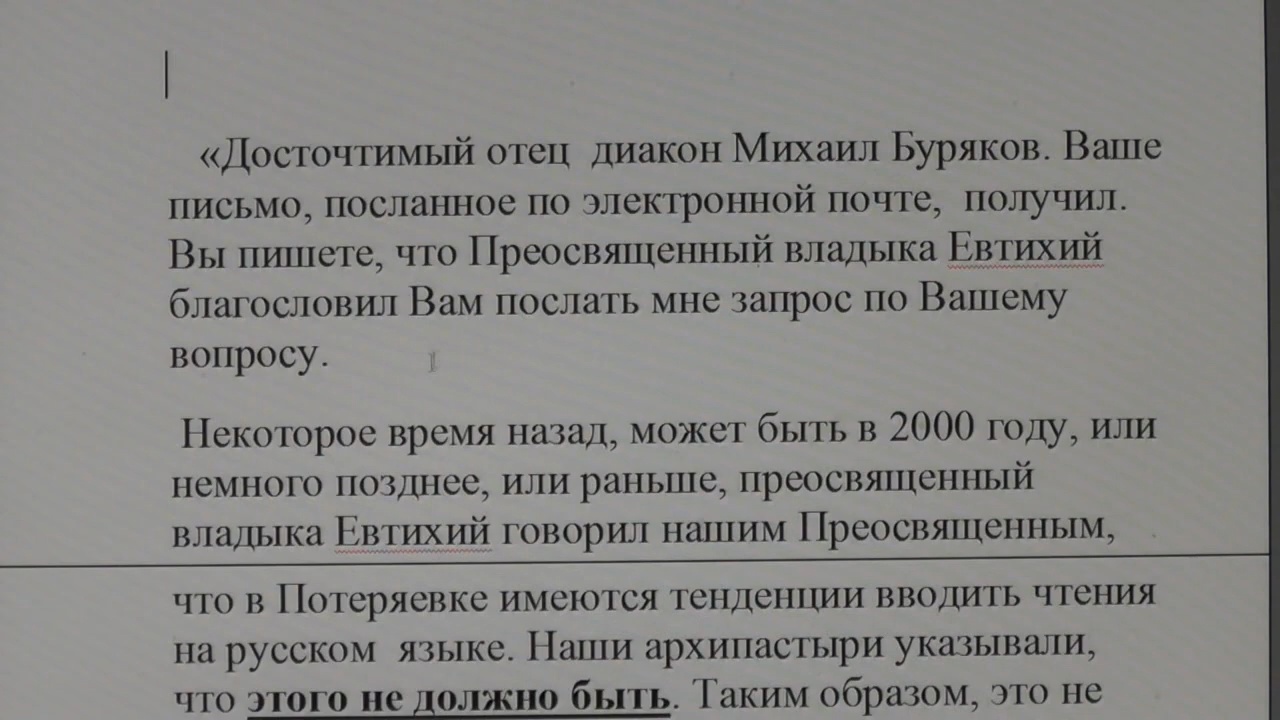 «Досточтимый отец диакон Михаил Буряков. Ваше
письмо, посланное по электронной почте, получил.
Вы пишете, что Преосвященный владыка Евтихий
благословил Вам послать мне запрос по Вашему
вопросу.
Некоторое время назад, может быть в 2000 году, или
немного позднее, или раньше, преосвященный
владыка Евтихий говорил нашим Преосвященным,
что в Потеряевке имеются тенденции вводить чтения
на русском языке. Наши архипастыри указывали,
что этого не должно быть. Таким образом, это не